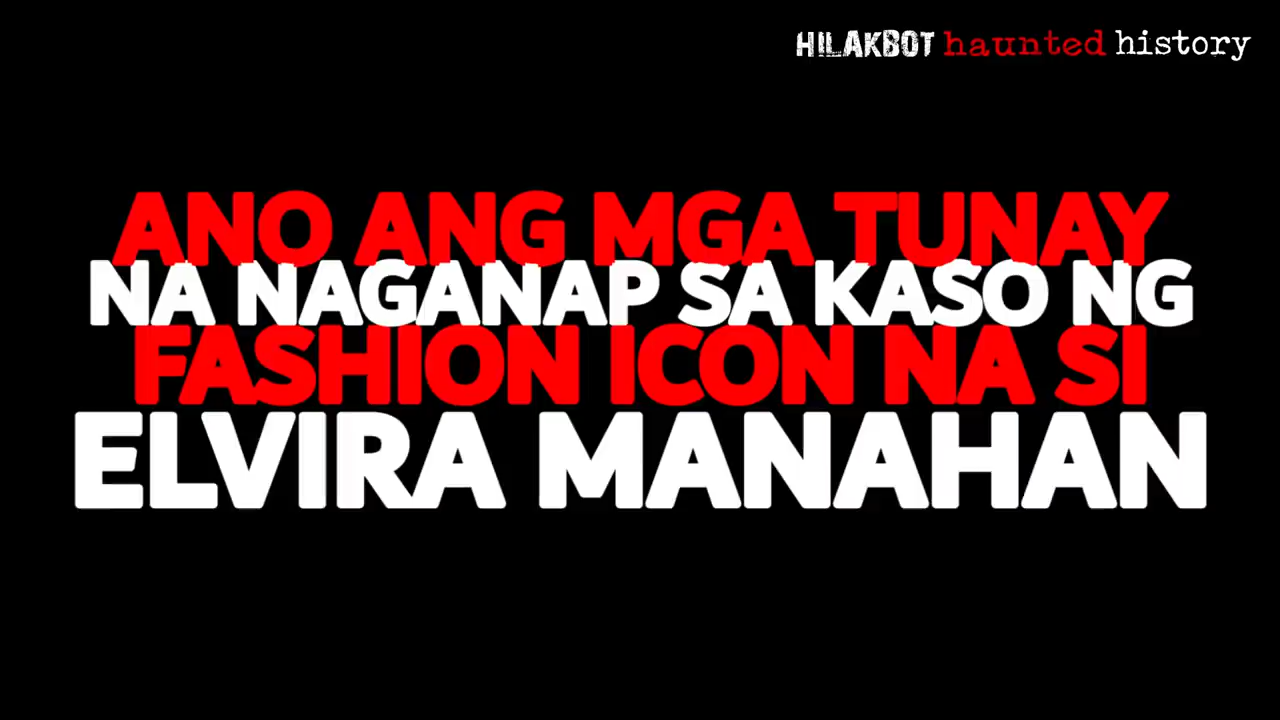 HILAKBOT haunted history
ANO ANG MGA TUNAY
NA NAGANAP SA KASO NG
FASHION ICON NA SI
ELVIRA MANAHAN